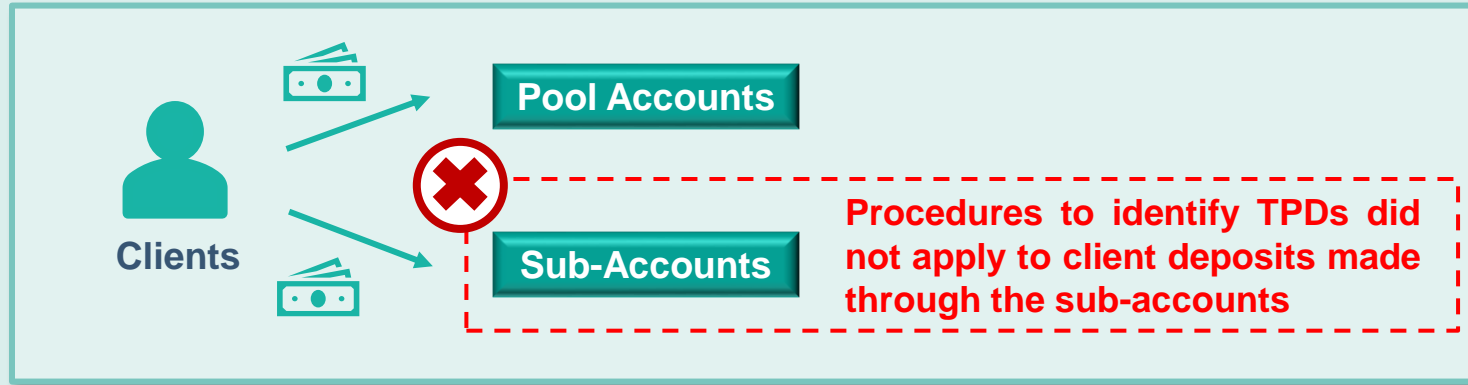 Pool Accounts
Clients
Sub-Accounts
Procedures to identify TPDs did
not apply to client deposits made
through the sub-accounts